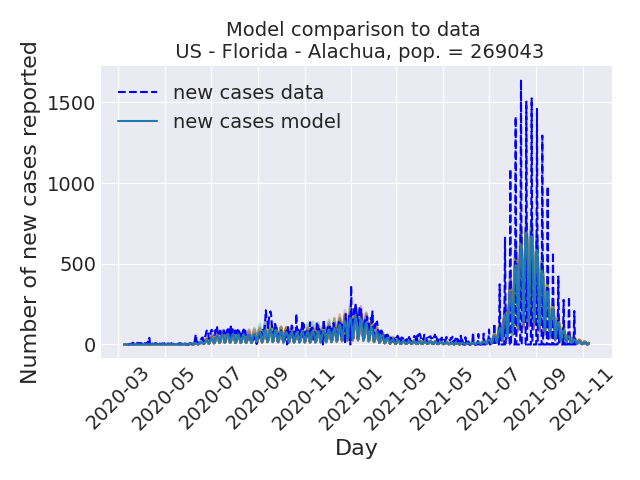 Model comparison to data
US - Florida - Alachua, pop. = 269043
Number of new cases reported
1500
1000
500
0
new cases data
new cases model
2020-03
2020-05
2020-07
2020-09
2020-11
2021-01
2021-03
2021-05
2021-07
2021-09
2021-11
Day